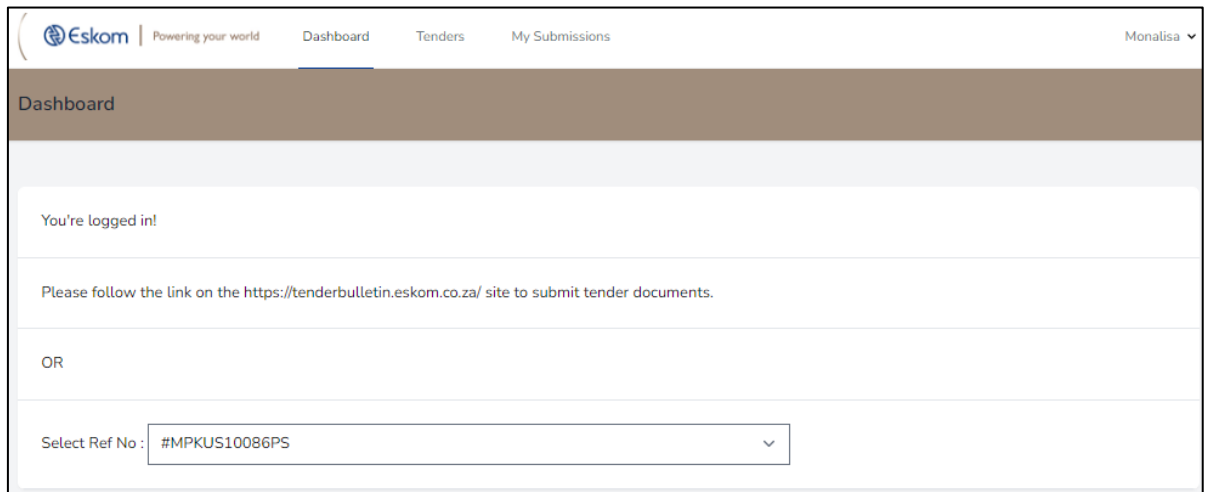 Eskom | Powering your world Dashboard Tenders My Submissions Monalisa
Dashboard
You're logged in!
Please follow the link on the https://tenderbulletin.eskom.co.za/ site to submit tender documents.
OR
Select Ref No : #MPKUS10086PS